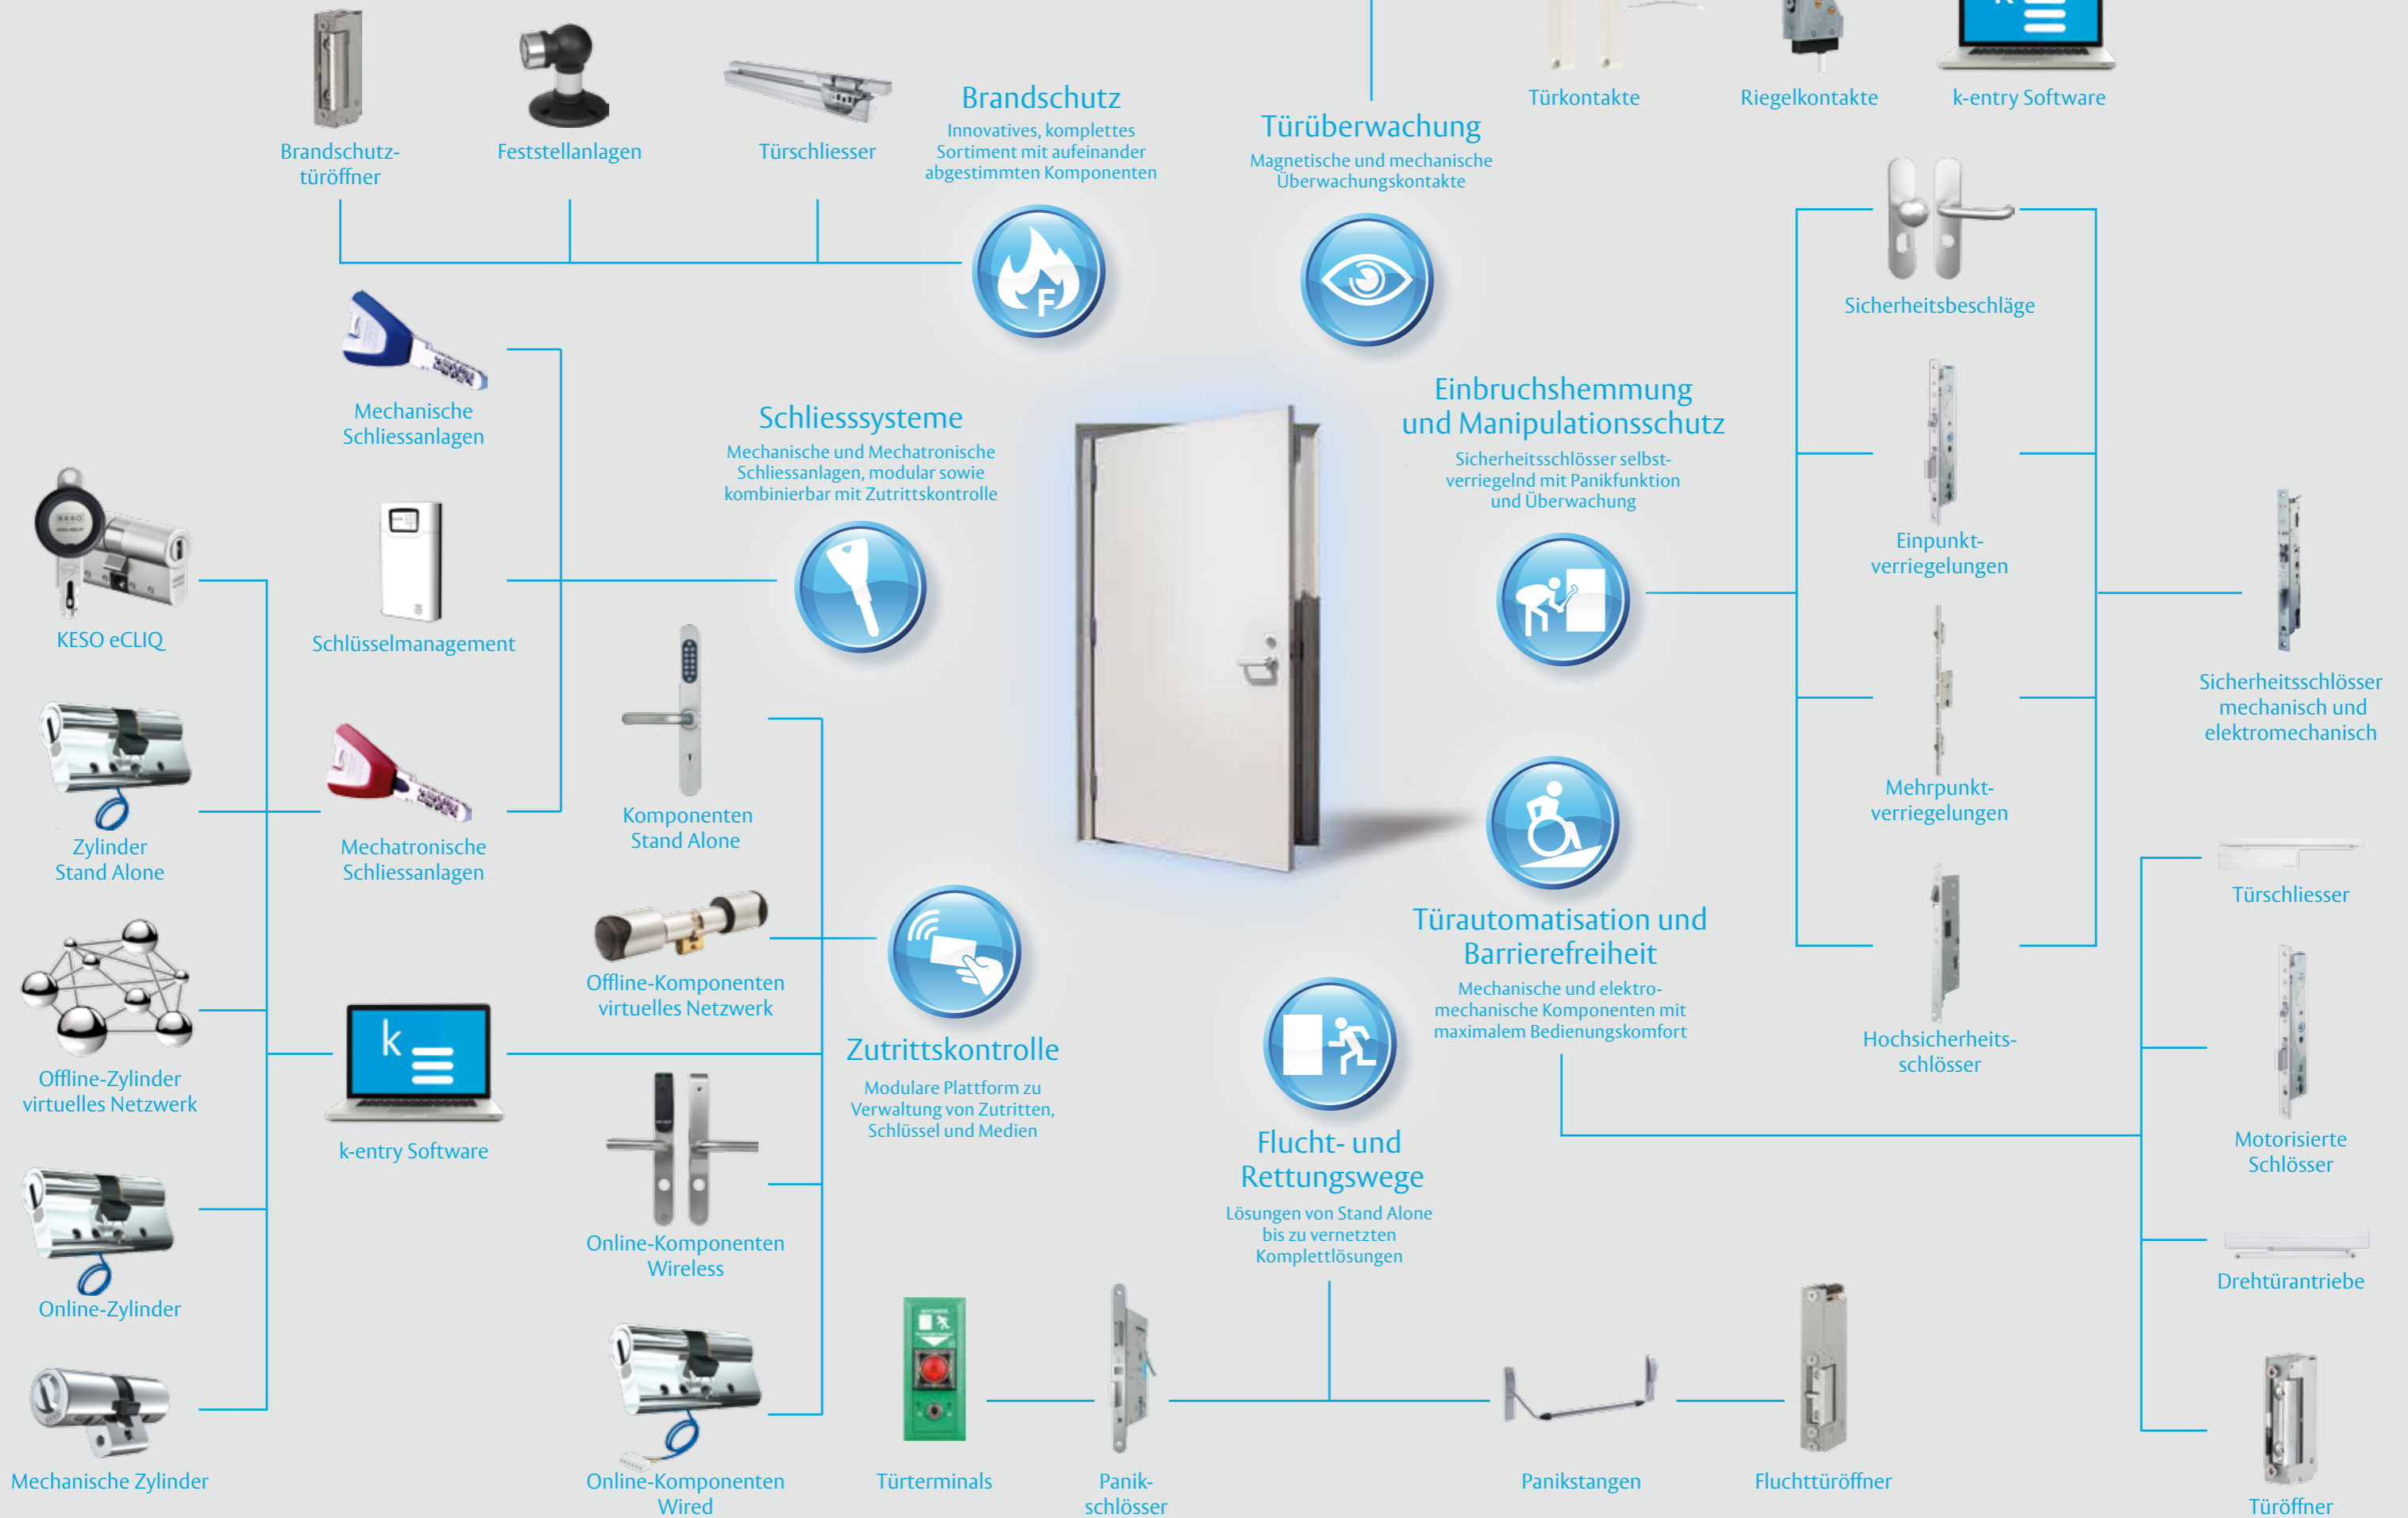 Türkontakte
Riegelkontakte
k-entry Software
Brandschutz-
türöffner
Feststellanlagen
Türschliesser
Brandschutz
Innovatives, komplettes
Sortiment mit aufeinander
abgestimmten Komponenten
F
Türüberwachung
Magnetische und mechanische
Überwachungskontakte
Mechanische
Schliessanlagen
Schliesssysteme
Mechanische und Mechatronische
Schliessanlagen, modular sowie
kombinierbar mit Zutrittskontrolle
Einbruchshemmung
und Manipulationsschutz
Sicherheitsschlösser selbst-
verriegelnd mit Panikfunktion
und Überwachung
Sicherheitsbeschläge
Einpunkt-
verriegelungen
Mehrpunkt-
verriegelungen
Hochsicherheits-
schlösser
Sicherheitsschlösser
mechanisch und
elektromechanisch
KESO
KESO eCLIQ
Schlüsselmanagement
Zylinder
Stand Alone
Mechatronische
Schliessanlagen
Komponenten
Stand Alone
Offline-Zylinder
virtuelles Netzwerk
k
k-entry Software
Offline-Komponenten
virtuelles Netzwerk
Zutrittskontrolle
Modulare Plattform zu
Verwaltung von Zutritten,
Schlüssel und Medien
Online-Komponenten
Wireless
Online-Zylinder
Mechanische Zylinder
Online-Komponenten
Wired
Türautomatisation und
Barrierefreiheit
Mechanische und elektro-
mechanische Komponenten mit
maximalem Bedienungskomfort
Türschliesser
Motorisierte
Schlösser
Drehtürantriebe
Türöffner
Flucht- und
Rettungswege
Lösungen von Stand Alone
bis zu vernetzten
Komplettlösungen
Türterminals
Panik-
schlösser
Panikstangen
Fluchttüröffner